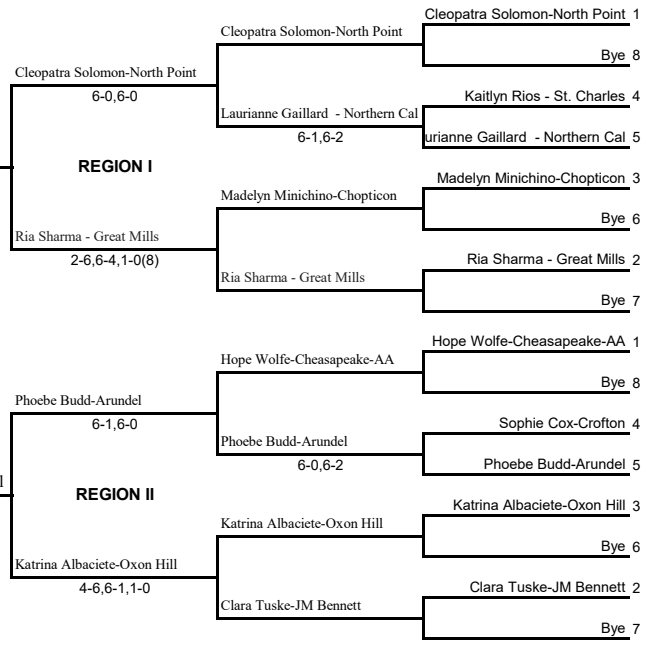 Cleopatra Solomon-North Point 1
Cleopatra Solomon-North Point
Bye 8
Cleopatra Solomon-North Point
6-0,6-0
Kaitlyn Rios - St. Charles 4
Laurianne Gaillard - Northern Cal
6-1,6-2
urianne Gaillard - Northern Cal 5
REGION I
Madelyn Minichino-Chopticon 3
Madelyn Minichino-Chopticon
Bye 6
Ria Sharma - Great Mills
2-6,6-4,1-0(8)
Ria Sharma - Great Mills 2
Ria Sharma - Great Mills
Bye 7
Hope Wolfe-Cheasapeake-AA 1
Hope Wolfe-Cheasapeake-AA
Bye 8
Phoebe Budd-Arundel
6-1,6-0
Sophie Cox-Crofton 4
Phoebe Budd-Arundel
6-0,6-2
Phoebe Budd-Arundel 5
l
REGION II
Katrina Albaciete-Oxon Hill 3
Katrina Albaciete-Oxon Hill
Bye 6
Katrina Albaciete-Oxon Hill
4-6,6-1,1-0
Clara Tuske-JM Bennett 2
Clara Tuske-JM Bennett
Bye 7